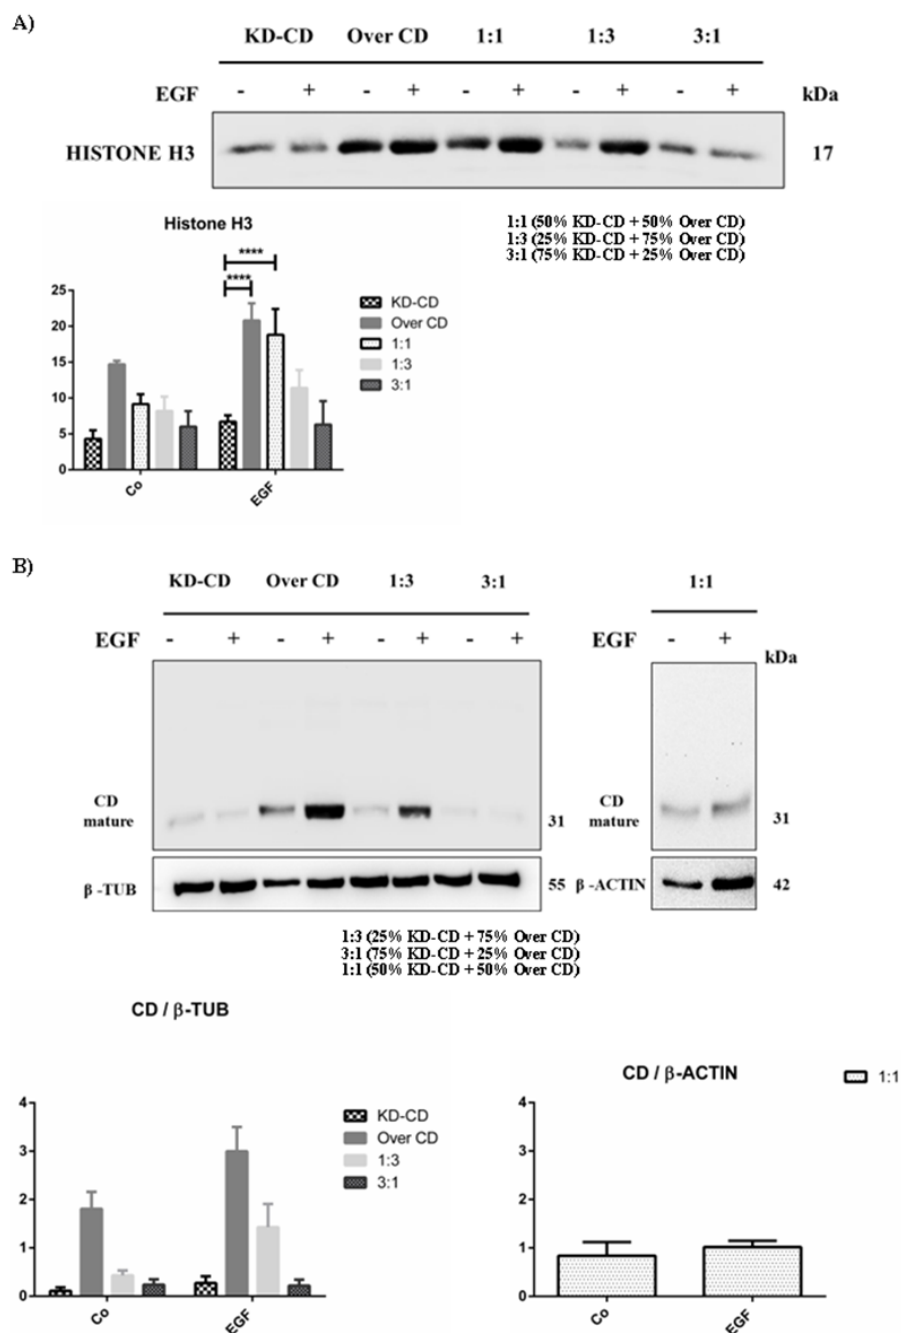 A)
KD-CD Over CD 1:1 1:3 3:1
EGF - + - + - + - + - + kDa
HISTONE H3 17
1:1 (50% KD-CD + 50% Over CD)
1:3 (25% KD-CD + 75% Over CD)
3:1 (75% KD-CD + 25% Over CD)
Histone H3
****
****
25
20
15
10
5
0
Co EGF
KD-CD
Over CD
1:1
1:3
3:1
B)
KD-CD Over CD 1:3 3:1 1:1
EGF - + - + - + - + EGF - +
kDa
CD mature 31 CD mature 31
β-TUB 55 β-ACTIN 42
1:3 (25% KD-CD + 75% Over CD)
3:1 (75% KD-CD + 25% Over CD)
1:1 (50% KD-CD + 50% Over CD)
CD / β-TUB
4
3
2
1
0
Co EGF
KD-CD
Over CD
1:3
3:1
CD / β-ACTIN
1:1
4
3
2
1
0
Co EGF